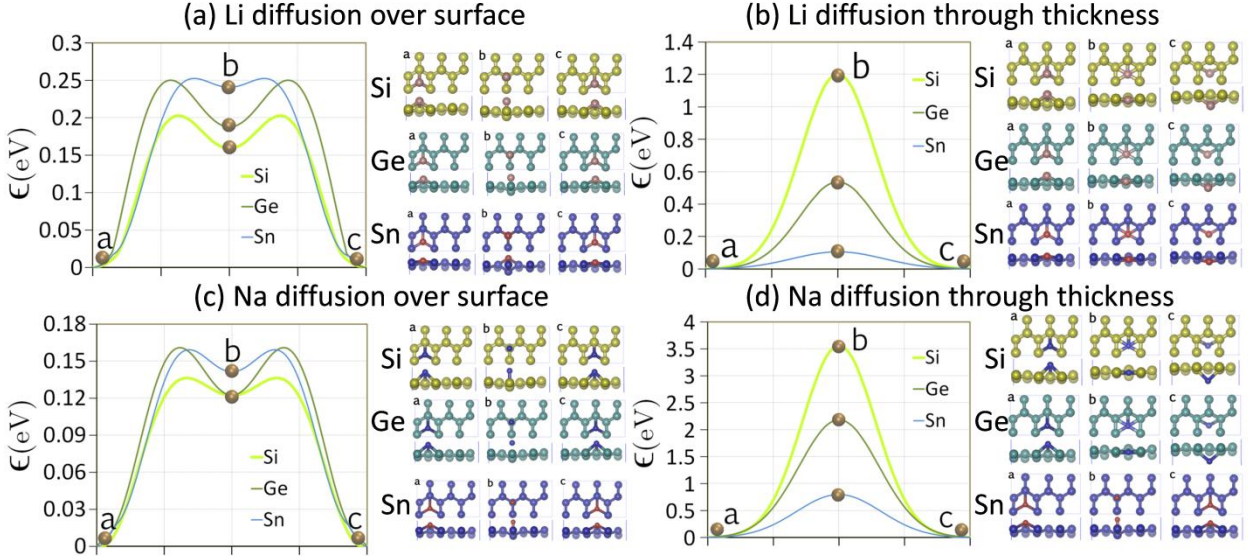 (a) Li diffusion over surface
0.3
0.25
0.2
0.15
0.1
0.05
0
ϵ(eV)
a
b
c
Si
Ge
Sn
Si
a
b
c
Ge
a
b
c
Sn
a
b
c
(b) Li diffusion through thickness
1.4
1.2
1.0
0.8
0.6
0.4
0.2
0
ϵ(eV)
a
b
c
Si
Ge
Sn
Si
a
b
c
Ge
a
b
c
Sn
a
b
c
(c) Na diffusion over surface
0.18
0.15
0.12
0.09
0.06
0.03
0
ϵ(eV)
a
b
c
Si
Ge
Sn
Si
a
b
c
Ge
a
b
c
Sn
a
b
c
(d) Na diffusion through thickness
4
3.5
3
2.5
2
1.5
1
0.5
0
ϵ(eV)
a
b
c
Si
Ge
Sn
Si
a
b
c
Ge
a
b
c
Sn
a
b
c